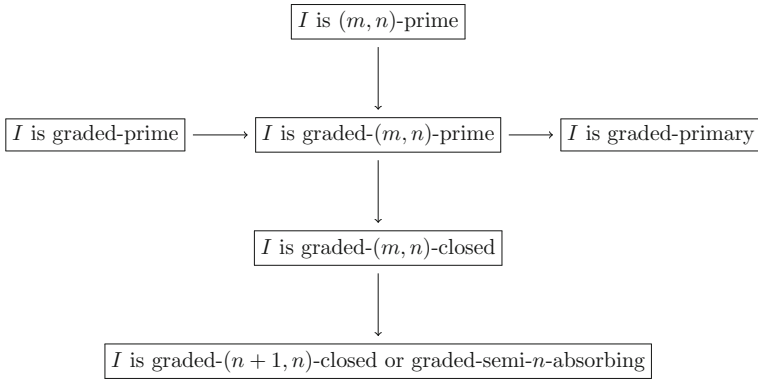 I is (m, n)-prime
I is graded-prime
I is graded-(m, n)-prime
I is graded-primary
I is graded-(m, n)-closed
I is graded-(n + 1, n)-closed or graded-semi-n-absorbing